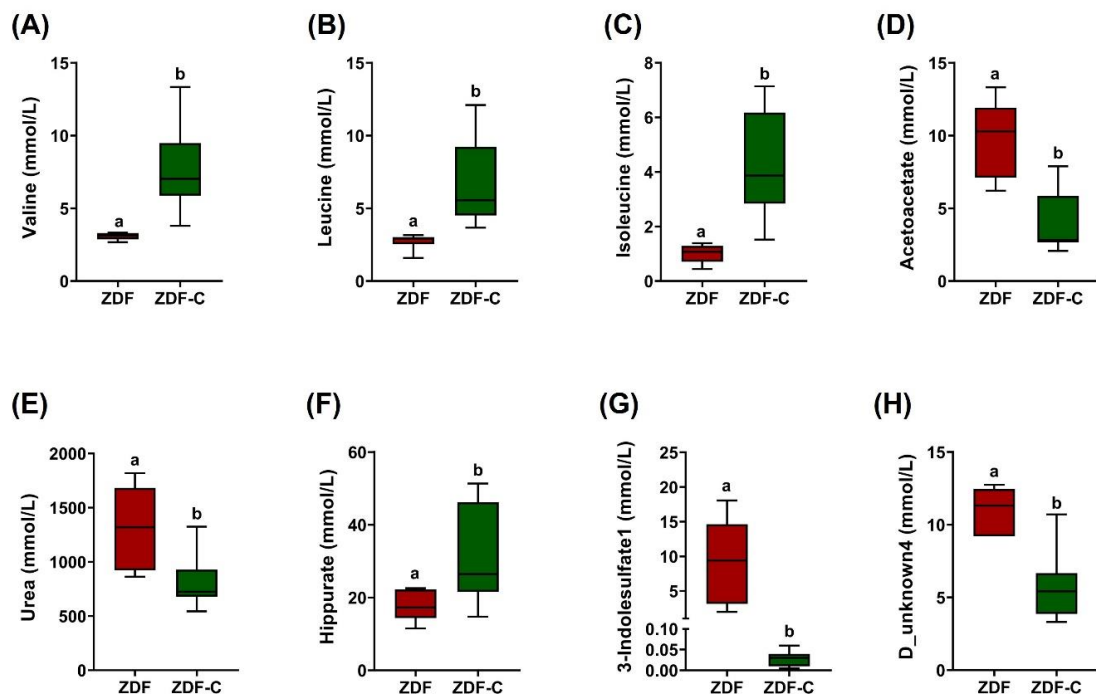 (A)
Valine (mmol/L)
15
10
5
0
a
b
ZDF
ZDF-C
(B)
Leucine (mmol/L)
15
10
5
0
a
b
ZDF
ZDF-C
(C)
Isoleucine (mmol/L)
8
6
4
2
0
a
b
ZDF
ZDF-C
(D)
Acetoacetate (mmol/L)
15
10
5
0
a
b
ZDF
ZDF-C
(E)
Urea (mmol/L)
2000
1500
1000
500
0
a
b
ZDF
ZDF-C
(F)
Hippurate (mmol/L)
60
40
20
0
a
b
ZDF
ZDF-C
(G)
3-Indolesulfate1 (mmol/L)
25
20
15
10
5
0.10
0.05
0.00
a
b
ZDF
ZDF-C
(H)
D_unknown4 (mmol/L)
15
10
5
0
a
b
ZDF
ZDF-C